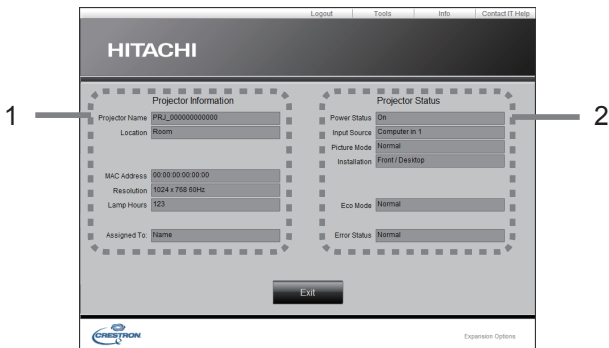 Logout Tools Info Contact IT Help
HITACHI
1
Projector Information
Projector Name PRJ_000000000000
Location Room
MAC Address 00:00:00:00:00:00
Resolution 1024 x 768 60Hz
Lamp Hours 123
Assigned To: Name
2
Projector Status
Power Status On
Input Source Computer in 1
Picture Mode Normal
Installation Front / Desktop
Eco Mode Normal
Error Status Normal
Exit
CRESTRON
Expansion Options